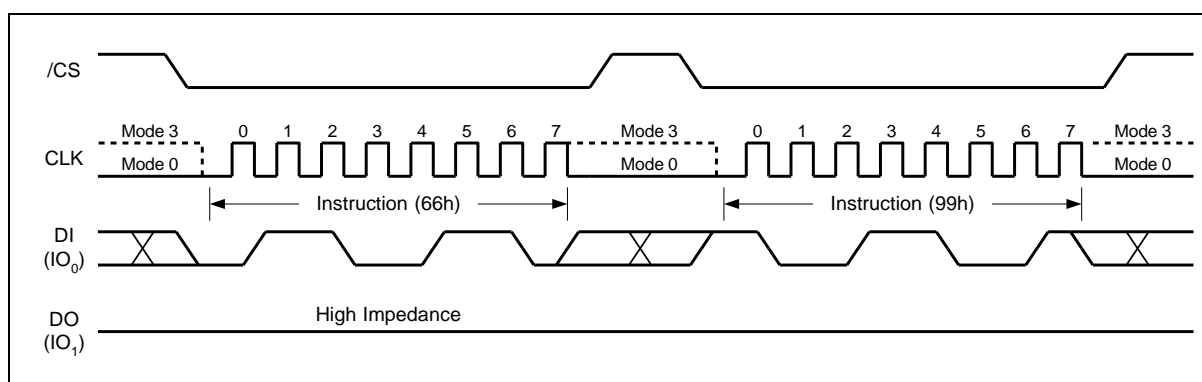 /CS
Mode 3 0 1 2 3 4 5 6 7 Mode 3 0 1 2 3 4 5 6 7 Mode 3
CLK
Mode 0 Mode 0 Mode 0
Instruction (66h) Instruction (99h)
DI
(IO0)
DO
(IO1)
High Impedance